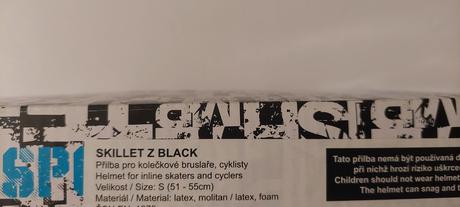 SPO
SKILLET Z BLACK
Přilba pro kolečkové bruslaře, cyklisty
Helmet for inline skaters and cyclers
Velikost / Size: S (51 - 55cm)
Materiál / Material: latex, molitan / latex, foam
Tato přilba nemá být používaná d
při nichž hrozí riziko uškrce
Children should not wear helmet
The helmet can snag and t